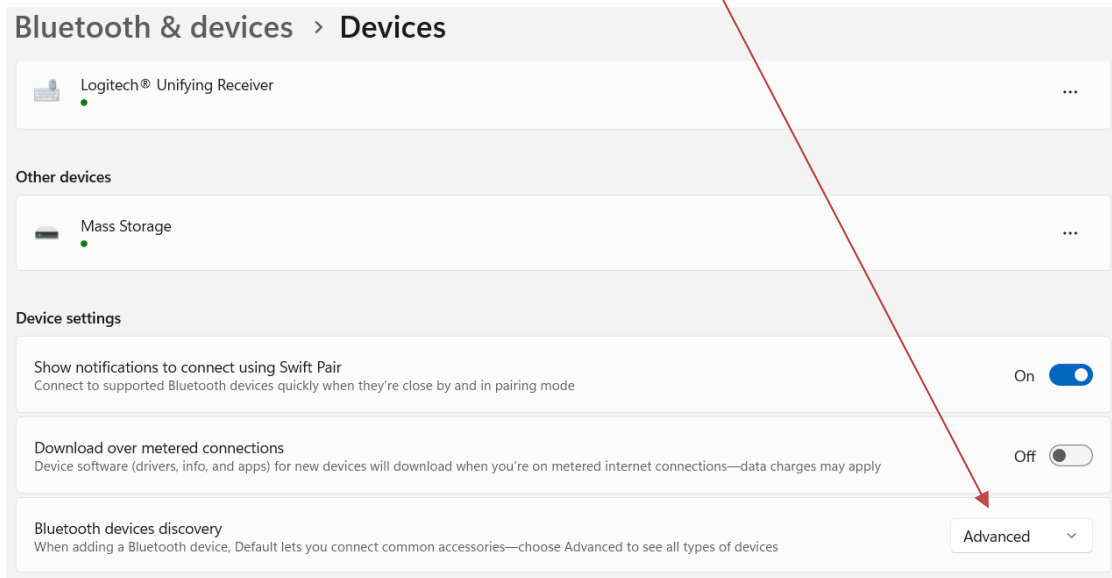 Bluetooth & devices > Devices
Logitech® Unifying Receiver
...
Other devices
Mass Storage
...
Device settings
Show notifications to connect using Swift Pair
Connect to supported Bluetooth devices quickly when they're close by and in pairing mode
On
Download over metered connections
Device software (drivers, info, and apps) for new devices will download when you're on metered internet connections—data charges may apply
Off
Bluetooth devices discovery
When adding a Bluetooth device, Default lets you connect common accessories—choose Advanced to see all types of devices
Advanced